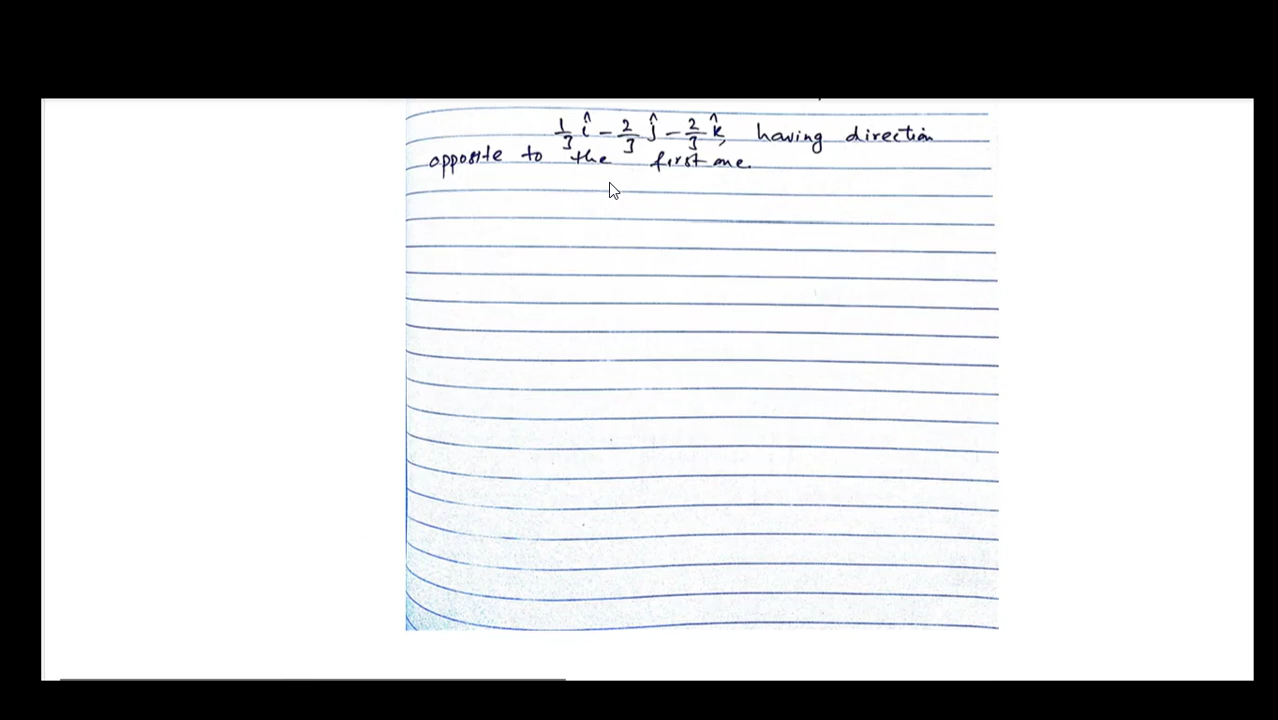 1/3 î - 2/3 ĵ - 2/3 k̂, having direction
opposite to the first one.